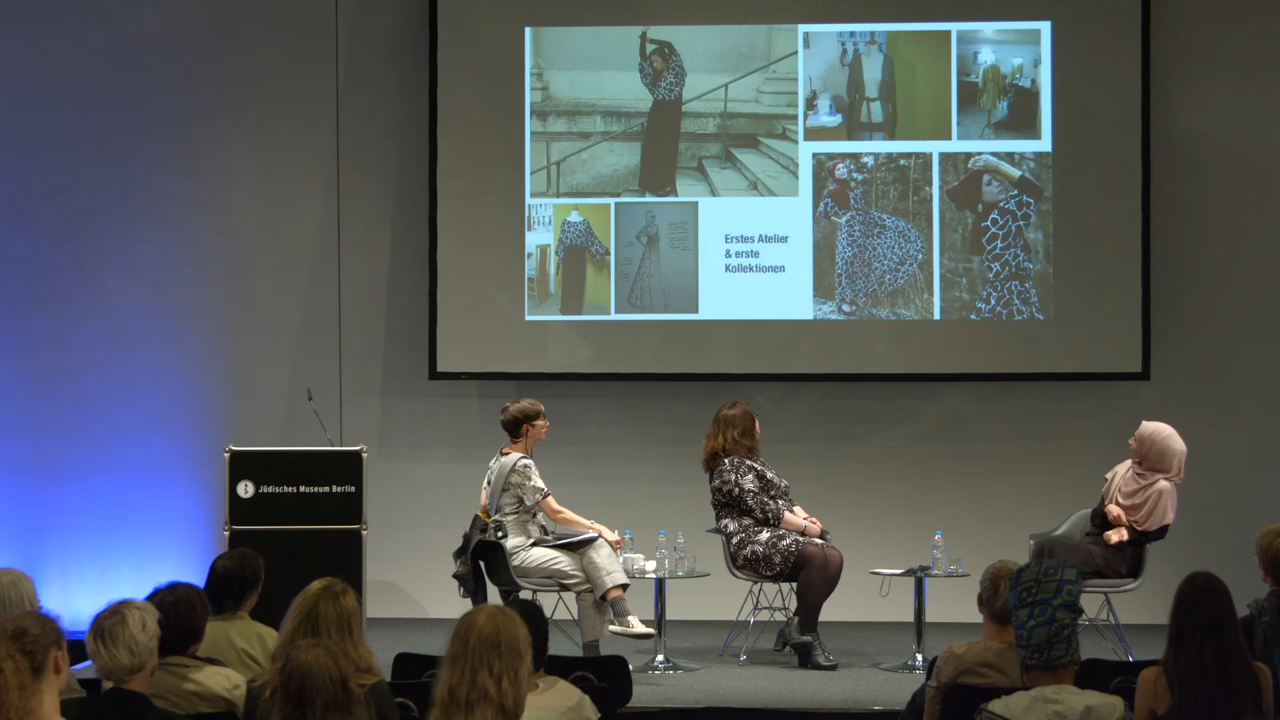 Erstes Atelier
& erste
Kollektionen
Jüdisches Museum Berlin